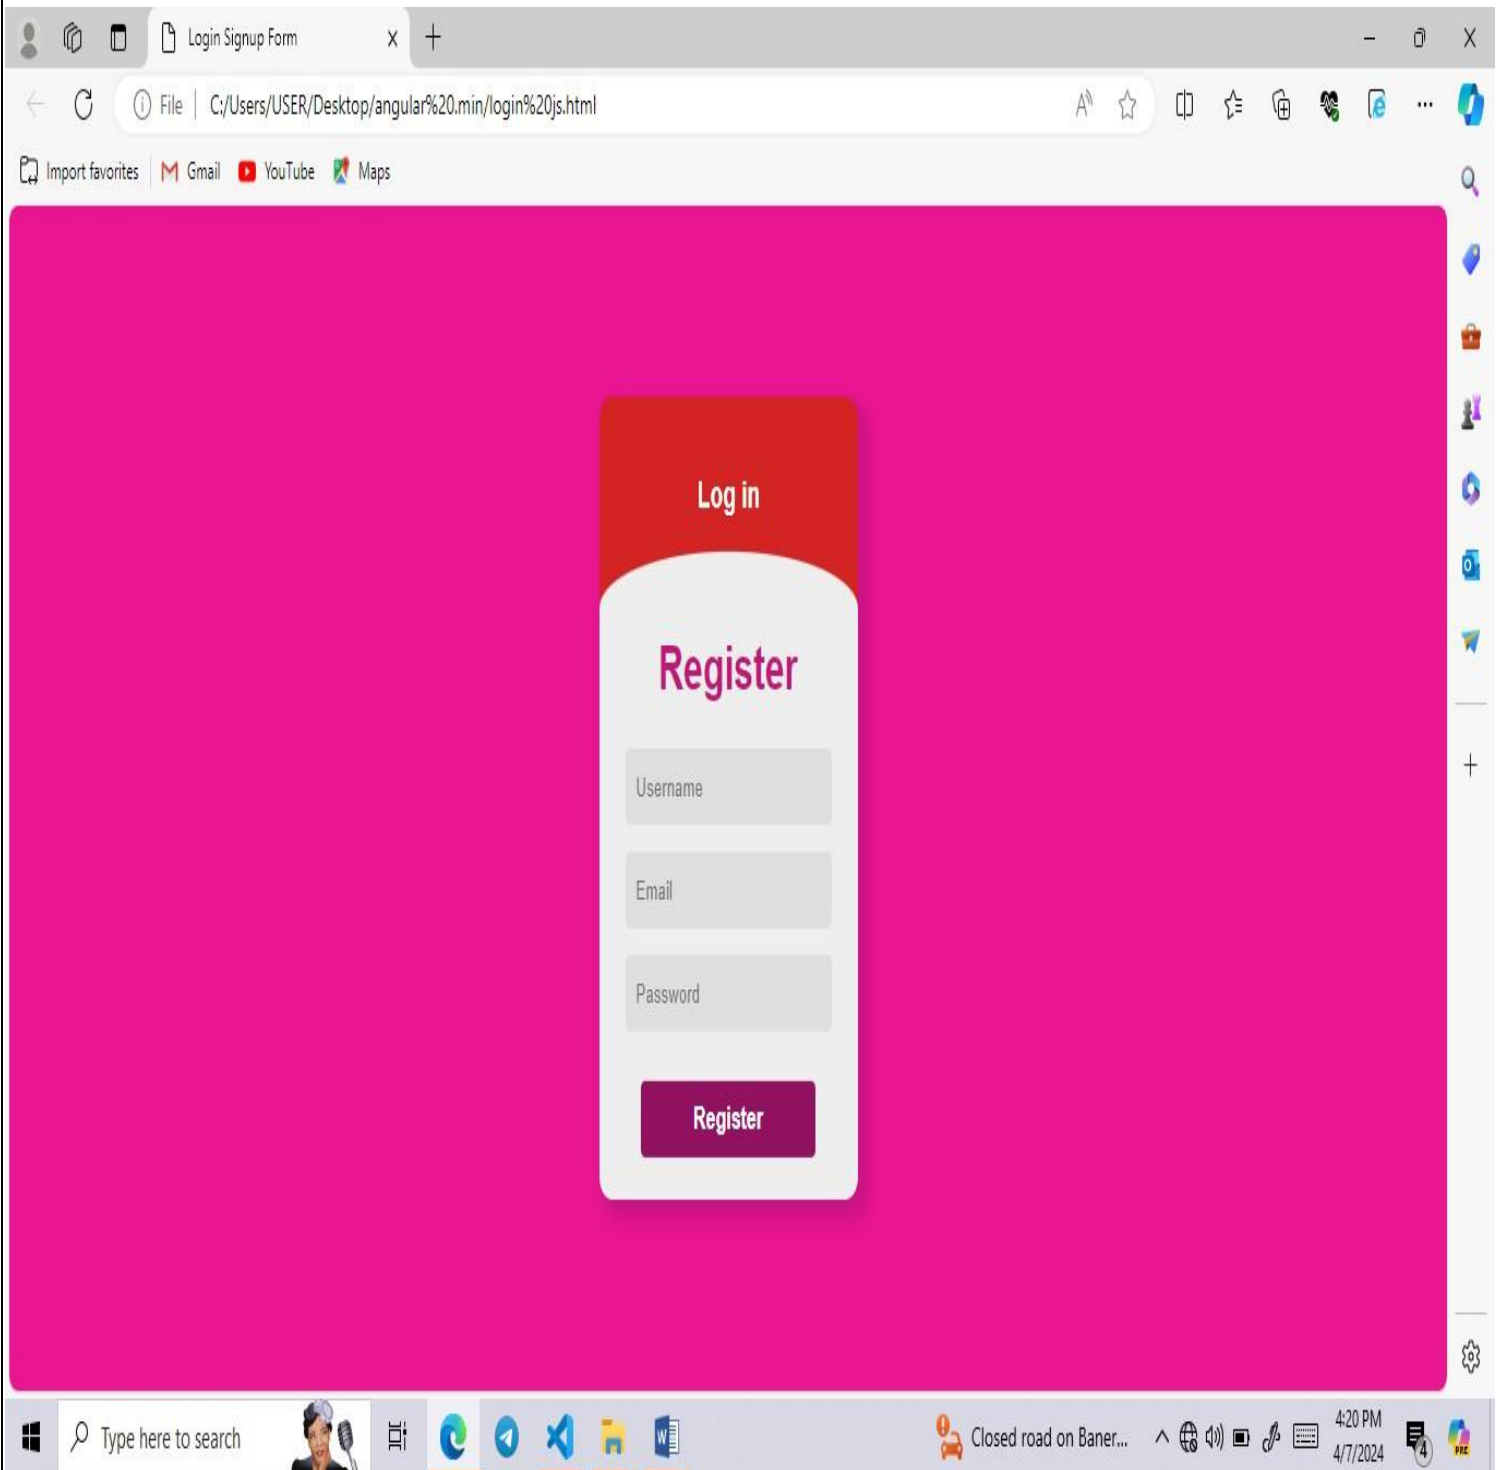 Login Signup Form
File
C:/Users/USER/Desktop/angular%20.min/login%20js.html
Import favorites
Gmail
YouTube
Maps
Log in
Register
Username
Email
Password
Register
Type here to search
Closed road on Baner...
4:20 PM
4/7/2024
4
PRE